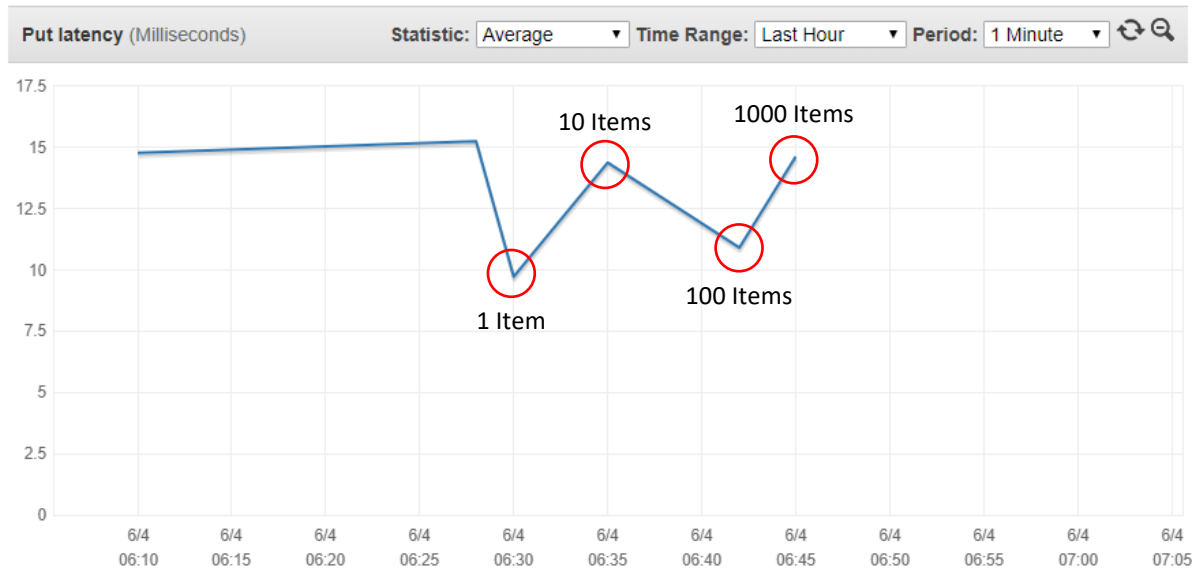 Put latency (Milliseconds) Statistic: Average Time Range: Last Hour Period: 1 Minute
17.5
15
12.5
10
7.5
5
2.5
0
10 Items
1000 Items
100 Items
1 Item
6/4 6/4 6/4 6/4 6/4 6/4 6/4 6/4 6/4 6/4 6/4 6/4
06:10 06:15 06:20 06:25 06:30 06:35 06:40 06:45 06:50 06:55 07:00 07:05